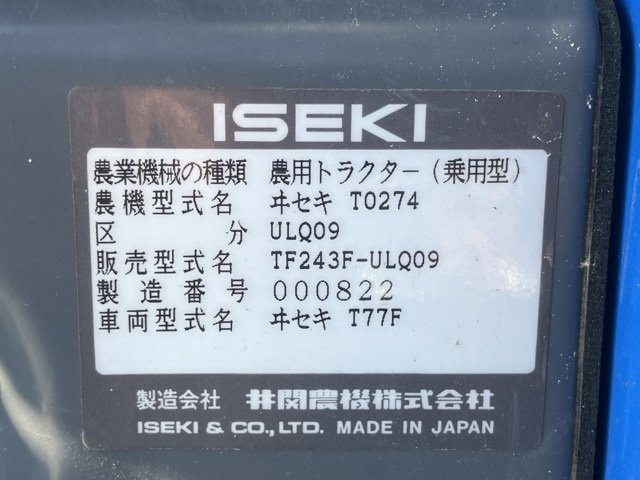 ISEKI
農業機械の種類 農用トラクター(乗用型)
農機型式名 ヰセキ T0274
区分 ULQ09
販売型式名 TF243F-ULQ09
製造番号 000822
車両型式名 ヰセキ T77F
製造会社 井関農機株式会社
ISEKI & CO., LTD. MADE IN JAPAN